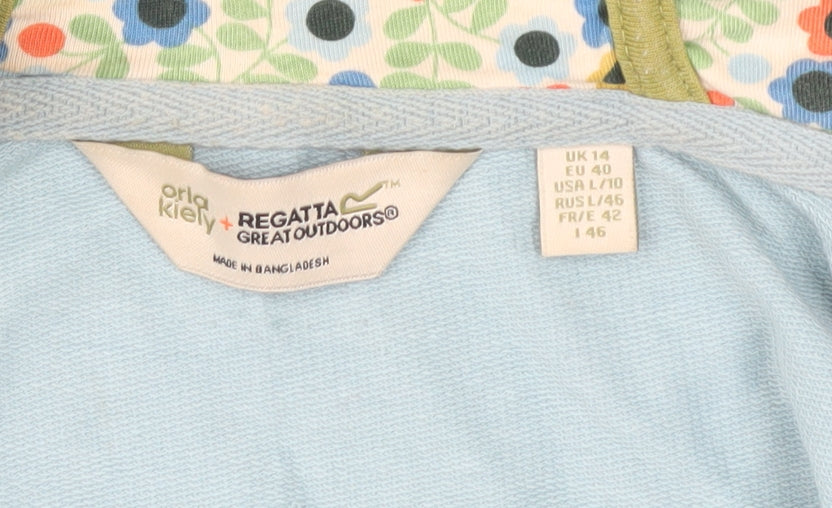 orla
kiely
+
REGATTA
GREAT OUTDOORS®
™
MADE IN BANGLADESH
UK 14
EU 40
USA L/10
RUS L/46
FR/E 42
I 46